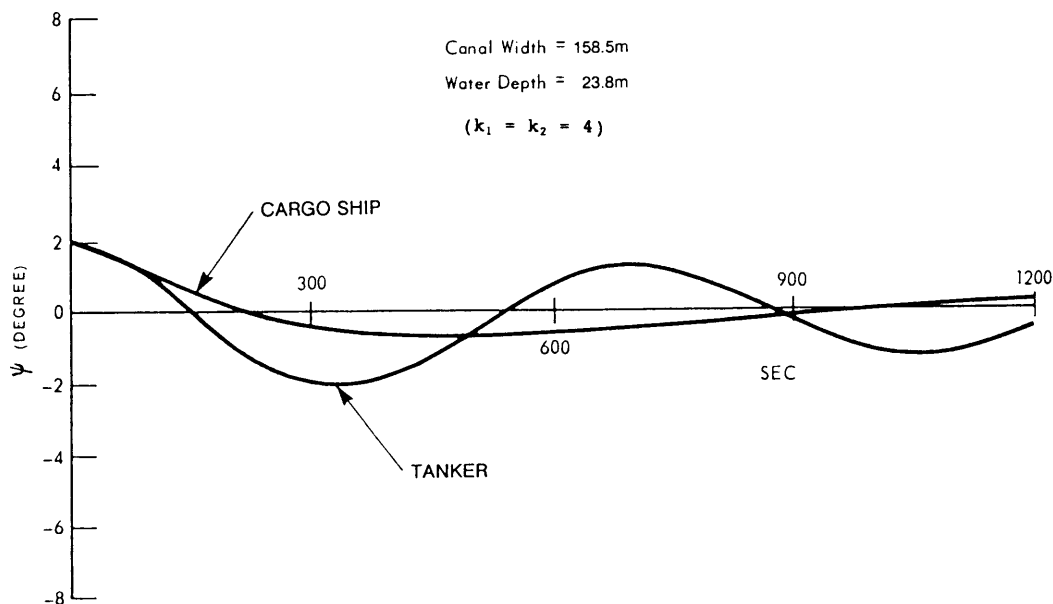 8
Canal Width = 158.5m
Water Depth = 23.8m
6
(k₁ = k₂ = 4)
4
CARGO SHIP
2
300
900
1200
0
600
SEC
-2
ψ (DEGREE)
-4
TANKER
-6
-8